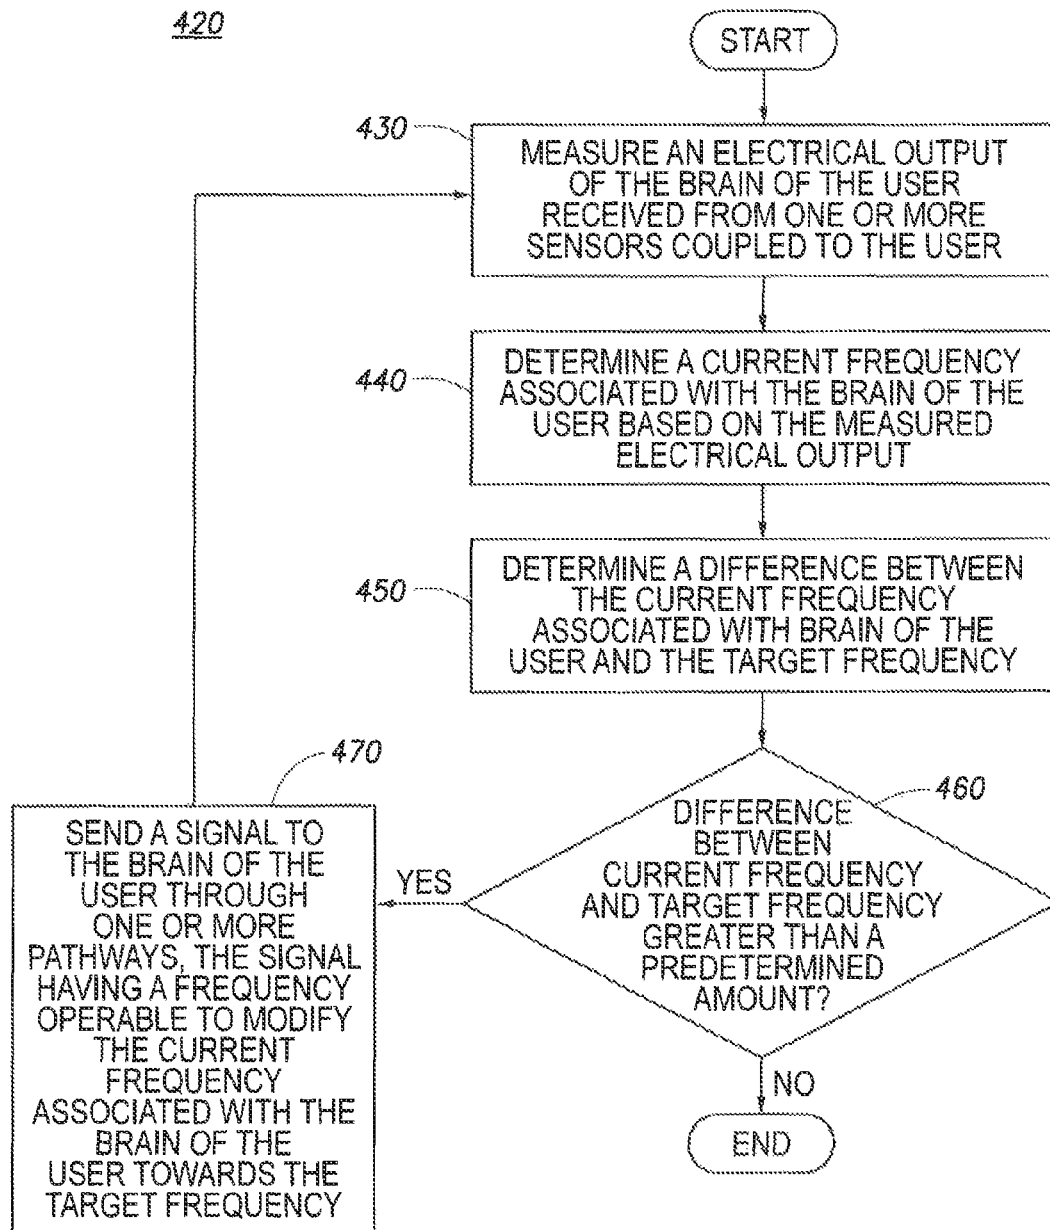 420
START
430
MEASURE AN ELECTRICAL OUTPUT
OF THE BRAIN OF THE USER
RECEIVED FROM ONE OR MORE
SENSORS COUPLED TO THE USER
440
DETERMINE A CURRENT FREQUENCY
ASSOCIATED WITH THE BRAIN OF THE
USER BASED ON THE MEASURED
ELECTRICAL OUTPUT
450
DETERMINE A DIFFERENCE BETWEEN
THE CURRENT FREQUENCY
ASSOCIATED WITH BRAIN OF THE
USER AND THE TARGET FREQUENCY
460
DIFFERENCE
BETWEEN
CURRENT FREQUENCY
AND TARGET FREQUENCY
GREATER THAN A
PREDETERMINED
AMOUNT?
YES
470
SEND A SIGNAL TO
THE BRAIN OF THE
USER THROUGH
ONE OR MORE
PATHWAYS, THE SIGNAL
HAVING A FREQUENCY
OPERABLE TO MODIFY
THE CURRENT
FREQUENCY
ASSOCIATED WITH THE
BRAIN OF THE
USER TOWARDS THE
TARGET FREQUENCY
NO
END